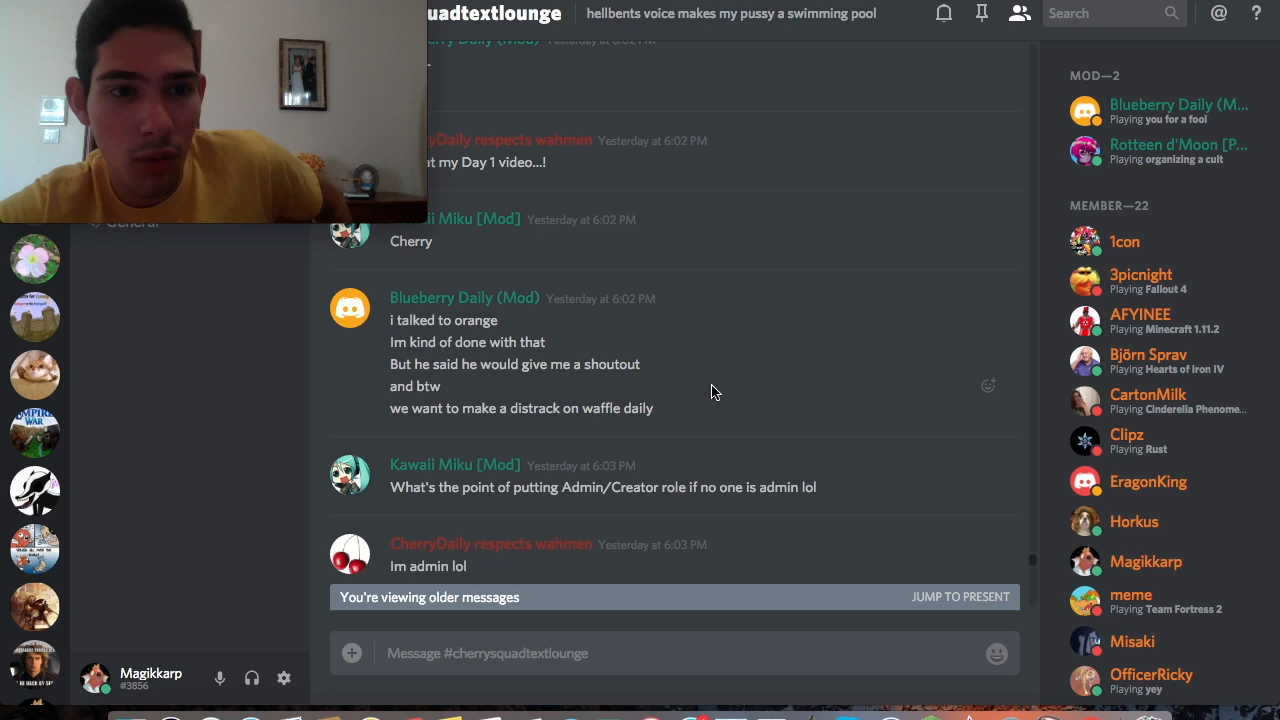 uadtextlounge
hellbents voice makes my pussy a swimming pool
Search
yDaily respects wahmen Yesterday at 6:02 PM
at my Day 1 video...!
ii Miku [Mod] Yesterday at 6:02 PM
Cherry
Blueberry Daily (Mod) Yesterday at 6:02 PM
i talked to orange
Im kind of done with that
But he said he would give me a shoutout
and btw
we want to make a distrack on waffle daily
Kawaii Miku [Mod] Yesterday at 6:03 PM
What's the point of putting Admin/Creator role if no one is admin lol
CherryDaily respects wahmen Yesterday at 6:03 PM
Im admin lol
You're viewing older messages
JUMP TO PRESENT
Message #cherrysquadtextlounge
General
Magikkarp
#3856
MOD—2
Blueberry Daily (M...
Playing you for a fool
Rotteen d'Moon [P...
Playing organizing a cult
MEMBER—22
1con
3picnight
Playing Fallout 4
AFYINEE
Playing Minecraft 1.11.2
Björn Sprav
Playing Hearts of Iron IV
CartonMilk
Playing Cinderella Phenome...
Clipz
Playing Rust
EragonKing
Horkus
Magikkarp
meme
Playing Team Fortress 2
Misaki
OfficerRicky
Playing yey